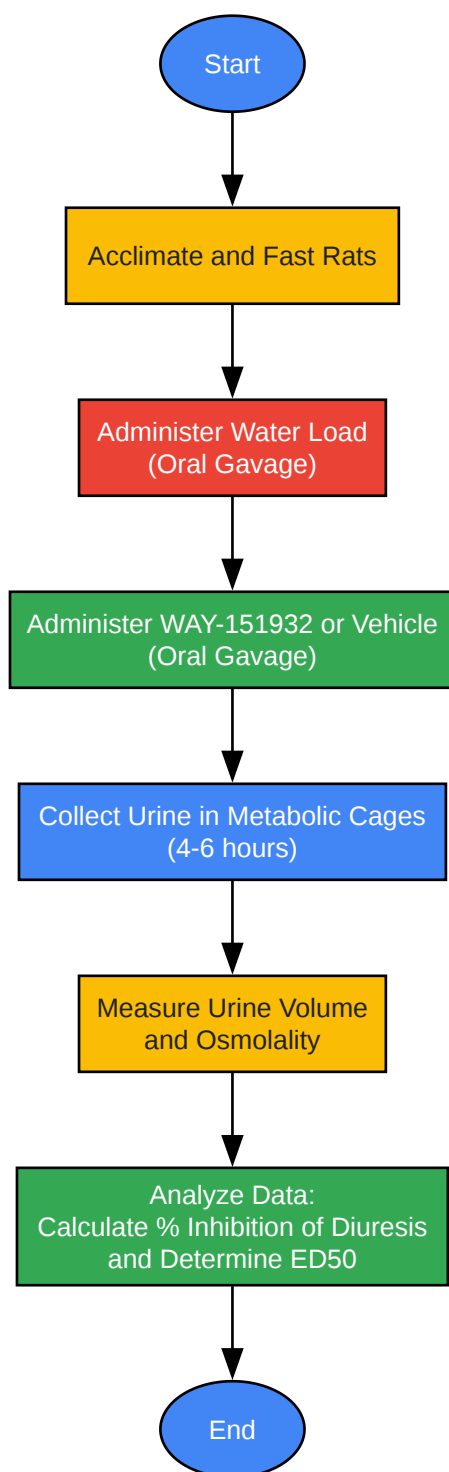 Start
Acclimate and Fast Rats
Administer Water Load
(Oral Gavage)
Administer WAY-151932 or Vehicle
(Oral Gavage)
Collect Urine in Metabolic Cages
(4-6 hours)
Measure Urine Volume
and Osmolality
Analyze Data:
Calculate % Inhibition of Diuresis
and Determine ED50
End